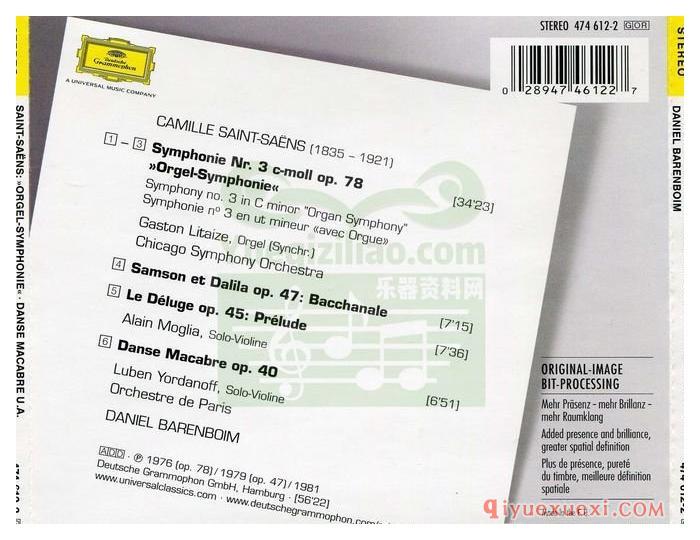 STEREO 474 612-2 GOR
0 28947 46122 7
Deutsche
Grammophon
A UNIVERSAL MUSIC COMPANY
CAMILLE SAINT-SAËNS (1835 – 1921)
1 – 3 Symphonie Nr. 3 c-moll op. 78
»Orgel-Symphonie« [34'23]
Symphony no. 3 in C minor "Organ Symphony"
Symphonie n° 3 en ut mineur «avec Orgue»
Gaston Litaize, Orgel (Synchr.)
Chicago Symphony Orchestra
4 Samson et Dalila op. 47: Bacchanale [7'15]
5 Le Déluge op. 45: Prélude [7'36]
Alain Moglia, Solo-Violine
6 Danse Macabre op. 40 [6'51]
Luben Yordanoff, Solo-Violine
Orchestre de Paris
DANIEL BARENBOIM
ADD · ℗ 1976 (op. 78) / 1979 (op. 47) / 1981
Deutsche Grammophon GmbH, Hamburg · [56'22]
www.universalclassics.com · www.deutschegrammophon.com/
ORIGINAL-IMAGE
BIT-PROCESSING
Mehr Präsenz – mehr Brillanz –
mehr Raumklang
Added presence and brilliance,
greater spatial definition
Plus de présence, pureté
du timbre, meilleure définition
spatiale
SAINT-SAËNS: »ORGEL-SYMPHONIE« · DANSE MACABRE U.A.
STEREO
DANIEL BARENBOIM
乐器资料网
qiyuoxuexi.com